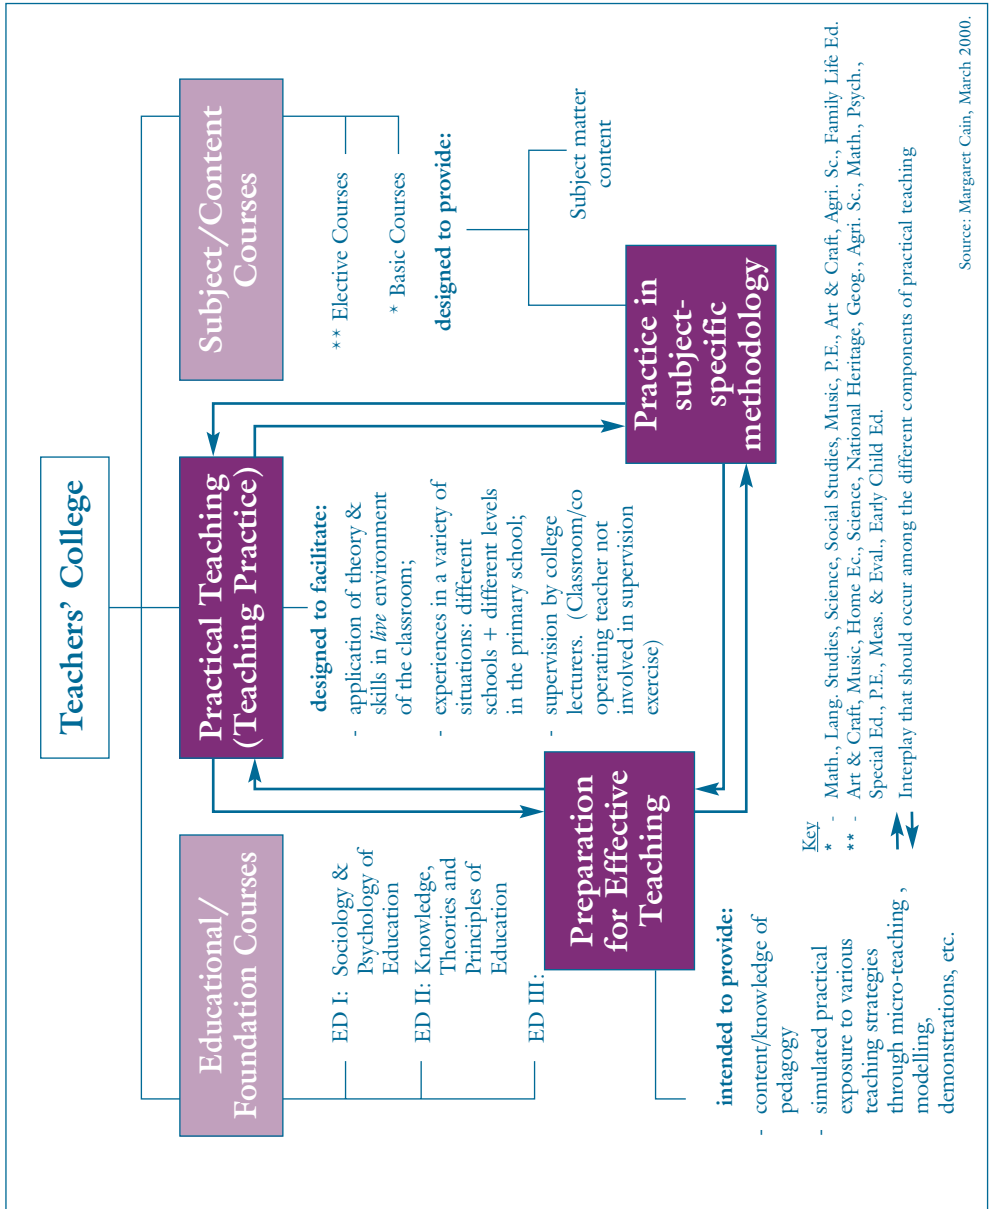 Teachers' College
Educational/
Foundation Courses
ED I: Sociology &
Psychology of
Education
ED II: Knowledge,
Theories and
Principles of
Education
ED III:
Preparation
for Effective
Teaching
intended to provide:
- content/knowledge of
pedagogy
- simulated practical
exposure to various
teaching strategies
through micro-teaching ,
modelling,
demonstrations, etc.
Practical Teaching
(Teaching Practice)
designed to facilitate:
- application of theory &
skills in live environment
of the classroom;
- experiences in a variety of
situations: different
schools + different levels
in the primary school;
- supervision by college
lecturers. (Classroom/co
operating teacher not
involved in supervision
exercise)
Subject/Content
Courses
** Elective Courses
* Basic Courses
designed to provide:
Subject matter
content
Practice in
subject-
specific
methodology
Key
* - Math., Lang. Studies, Science, Social Studies, Music, P.E., Art & Craft, Agri. Sc., Family Life Ed.
** - Art & Craft, Music, Home Ec., Science, National Heritage, Geog., Agri. Sc., Math., Psych.,
Special Ed., P.E., Meas. & Eval., Early Child Ed.
Interplay that should occur among the different components of practical teaching
Source: Margaret Cain, March 2000.